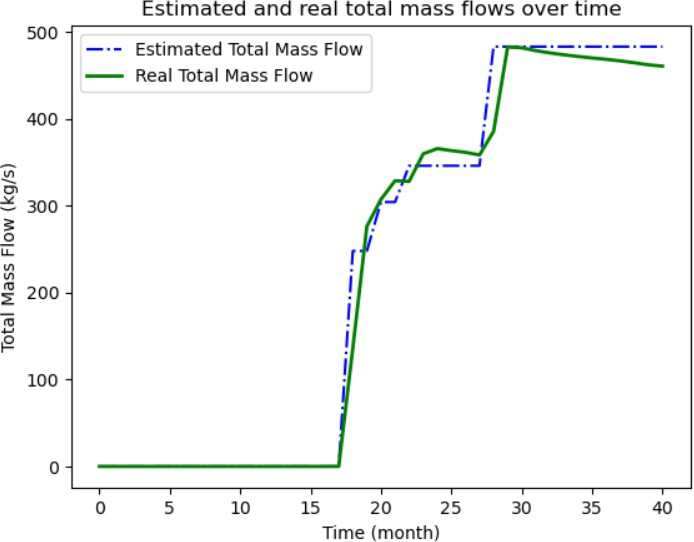 Estimated and real total mass flows over time
Estimated Total Mass Flow
Real Total Mass Flow
Total Mass Flow (kg/s)
500
400
300
200
100
0
0 5 10 15 20 25 30 35 40
Time (month)